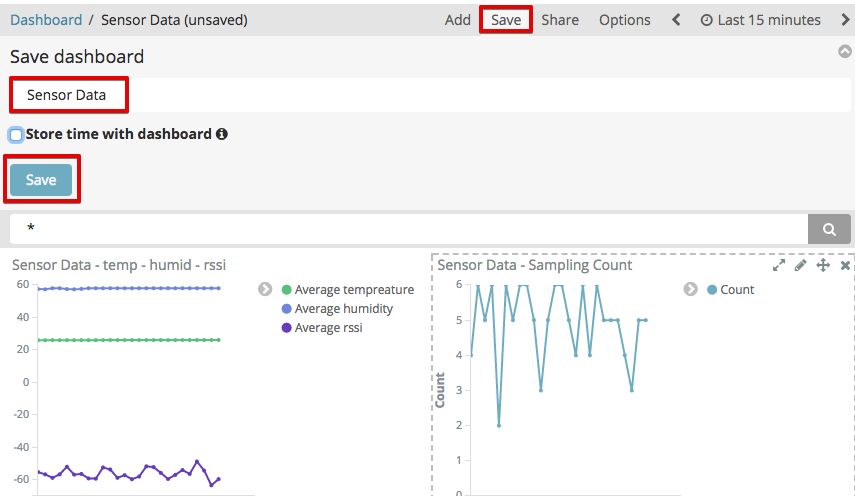 Dashboard / Sensor Data (unsaved) Add Save Share Options Last 15 minutes
Save dashboard
Sensor Data
Store time with dashboard
Save
*
Sensor Data - temp - humid - rssi
60
40
20
0
-20
-40
-60
Average tempreature
Average humidity
Average rssi
Sensor Data - Sampling Count
6
5
4
3
2
1
0
Count
Count